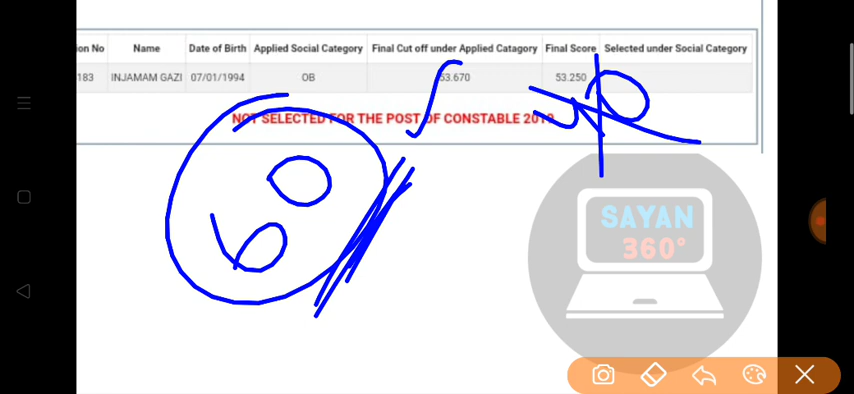 ion No Name Date of Birth Applied Social Category Final Cut off under Applied Catagory Final Score Selected under Social Category
183 INJAMAM GAZI 07/01/1994 OB 53.670 53.250
NOT SELECTED FOR THE POST OF CONSTABLE 2019
60
SAYAN
360°